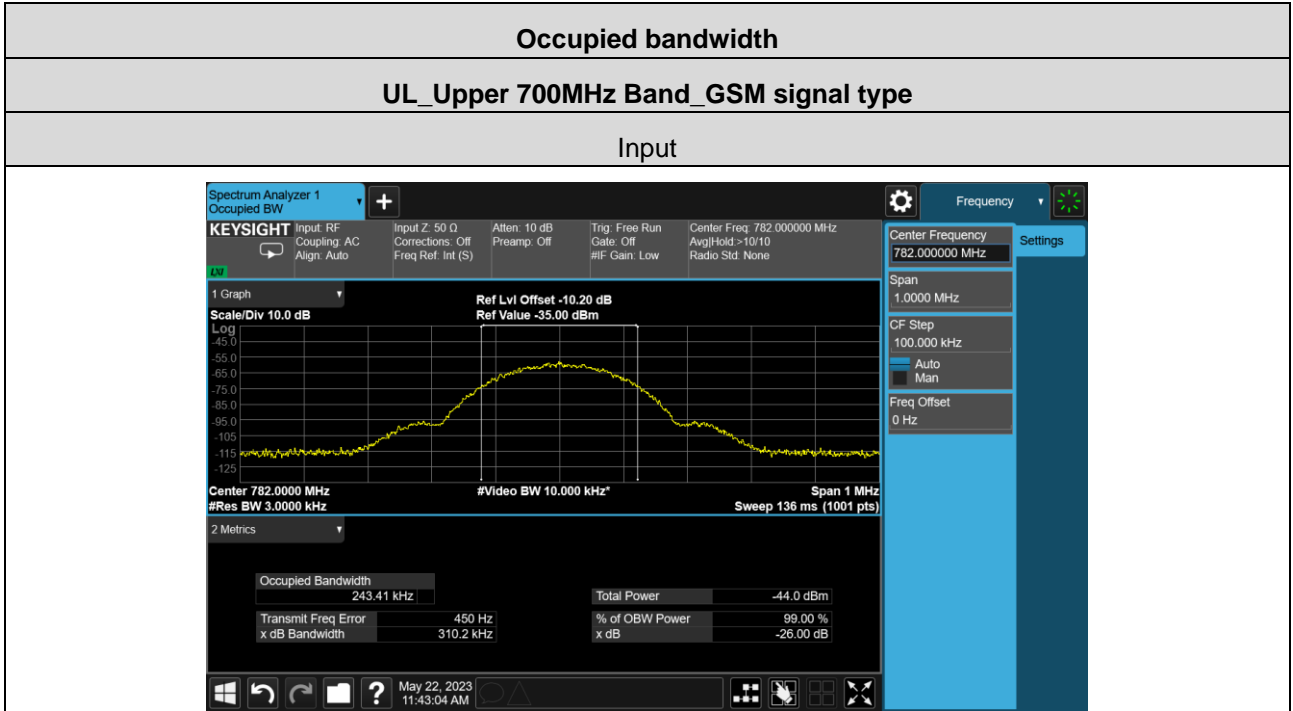 Occupied bandwidth
UL_Upper 700MHz Band_GSM signal type
Input
Spectrum Analyzer 1
Occupied BW
+
Frequency
KEYSIGHT
Input: RF
Coupling: AC
Align: Auto
Input Z: 50 Ω
Corrections: Off
Freq Ref: Int (S)
Atten: 10 dB
Preamp: Off
Trig: Free Run
Gate: Off
#IF Gain: Low
Center Freq: 782.000000 MHz
Avg|Hold:>10/10
Radio Std: None
LXI
Center Frequency
782.000000 MHz
Settings
Span
1.0000 MHz
CF Step
100.000 kHz
Auto
Man
Freq Offset
0 Hz
1 Graph
Scale/Div 10.0 dB
Ref Lvl Offset -10.20 dB
Ref Value -35.00 dBm
Log
-45.0
-55.0
-65.0
-75.0
-85.0
-95.0
-105
-115
-125
Center 782.0000 MHz
#Video BW 10.000 kHz*
Span 1 MHz
#Res BW 3.0000 kHz
Sweep 136 ms (1001 pts)
2 Metrics
Occupied Bandwidth
243.41 kHz
Total Power -44.0 dBm
Transmit Freq Error 450 Hz
% of OBW Power 99.00 %
x dB Bandwidth 310.2 kHz
x dB -26.00 dB
?
May 22, 2023
11:43:04 AM